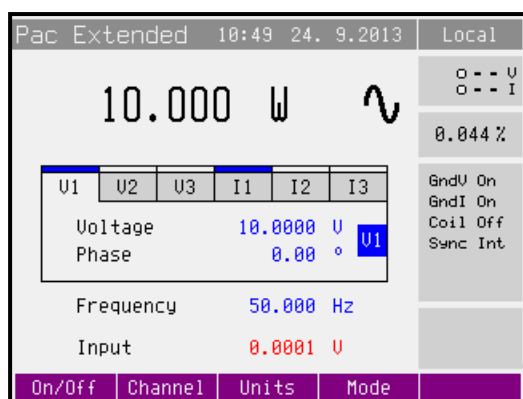 Pac Extended 10:49 24. 9.2013 Local
o-- V
o-- I
10.000 W
0.044 %
V1 V2 V3 I1 I2 I3
Voltage 10.0000 V
Phase 0.00 °
V1
GndV On
GndI On
Coil Off
Sync Int
Frequency 50.000 Hz
Input 0.0001 V
On/Off Channel Units Mode